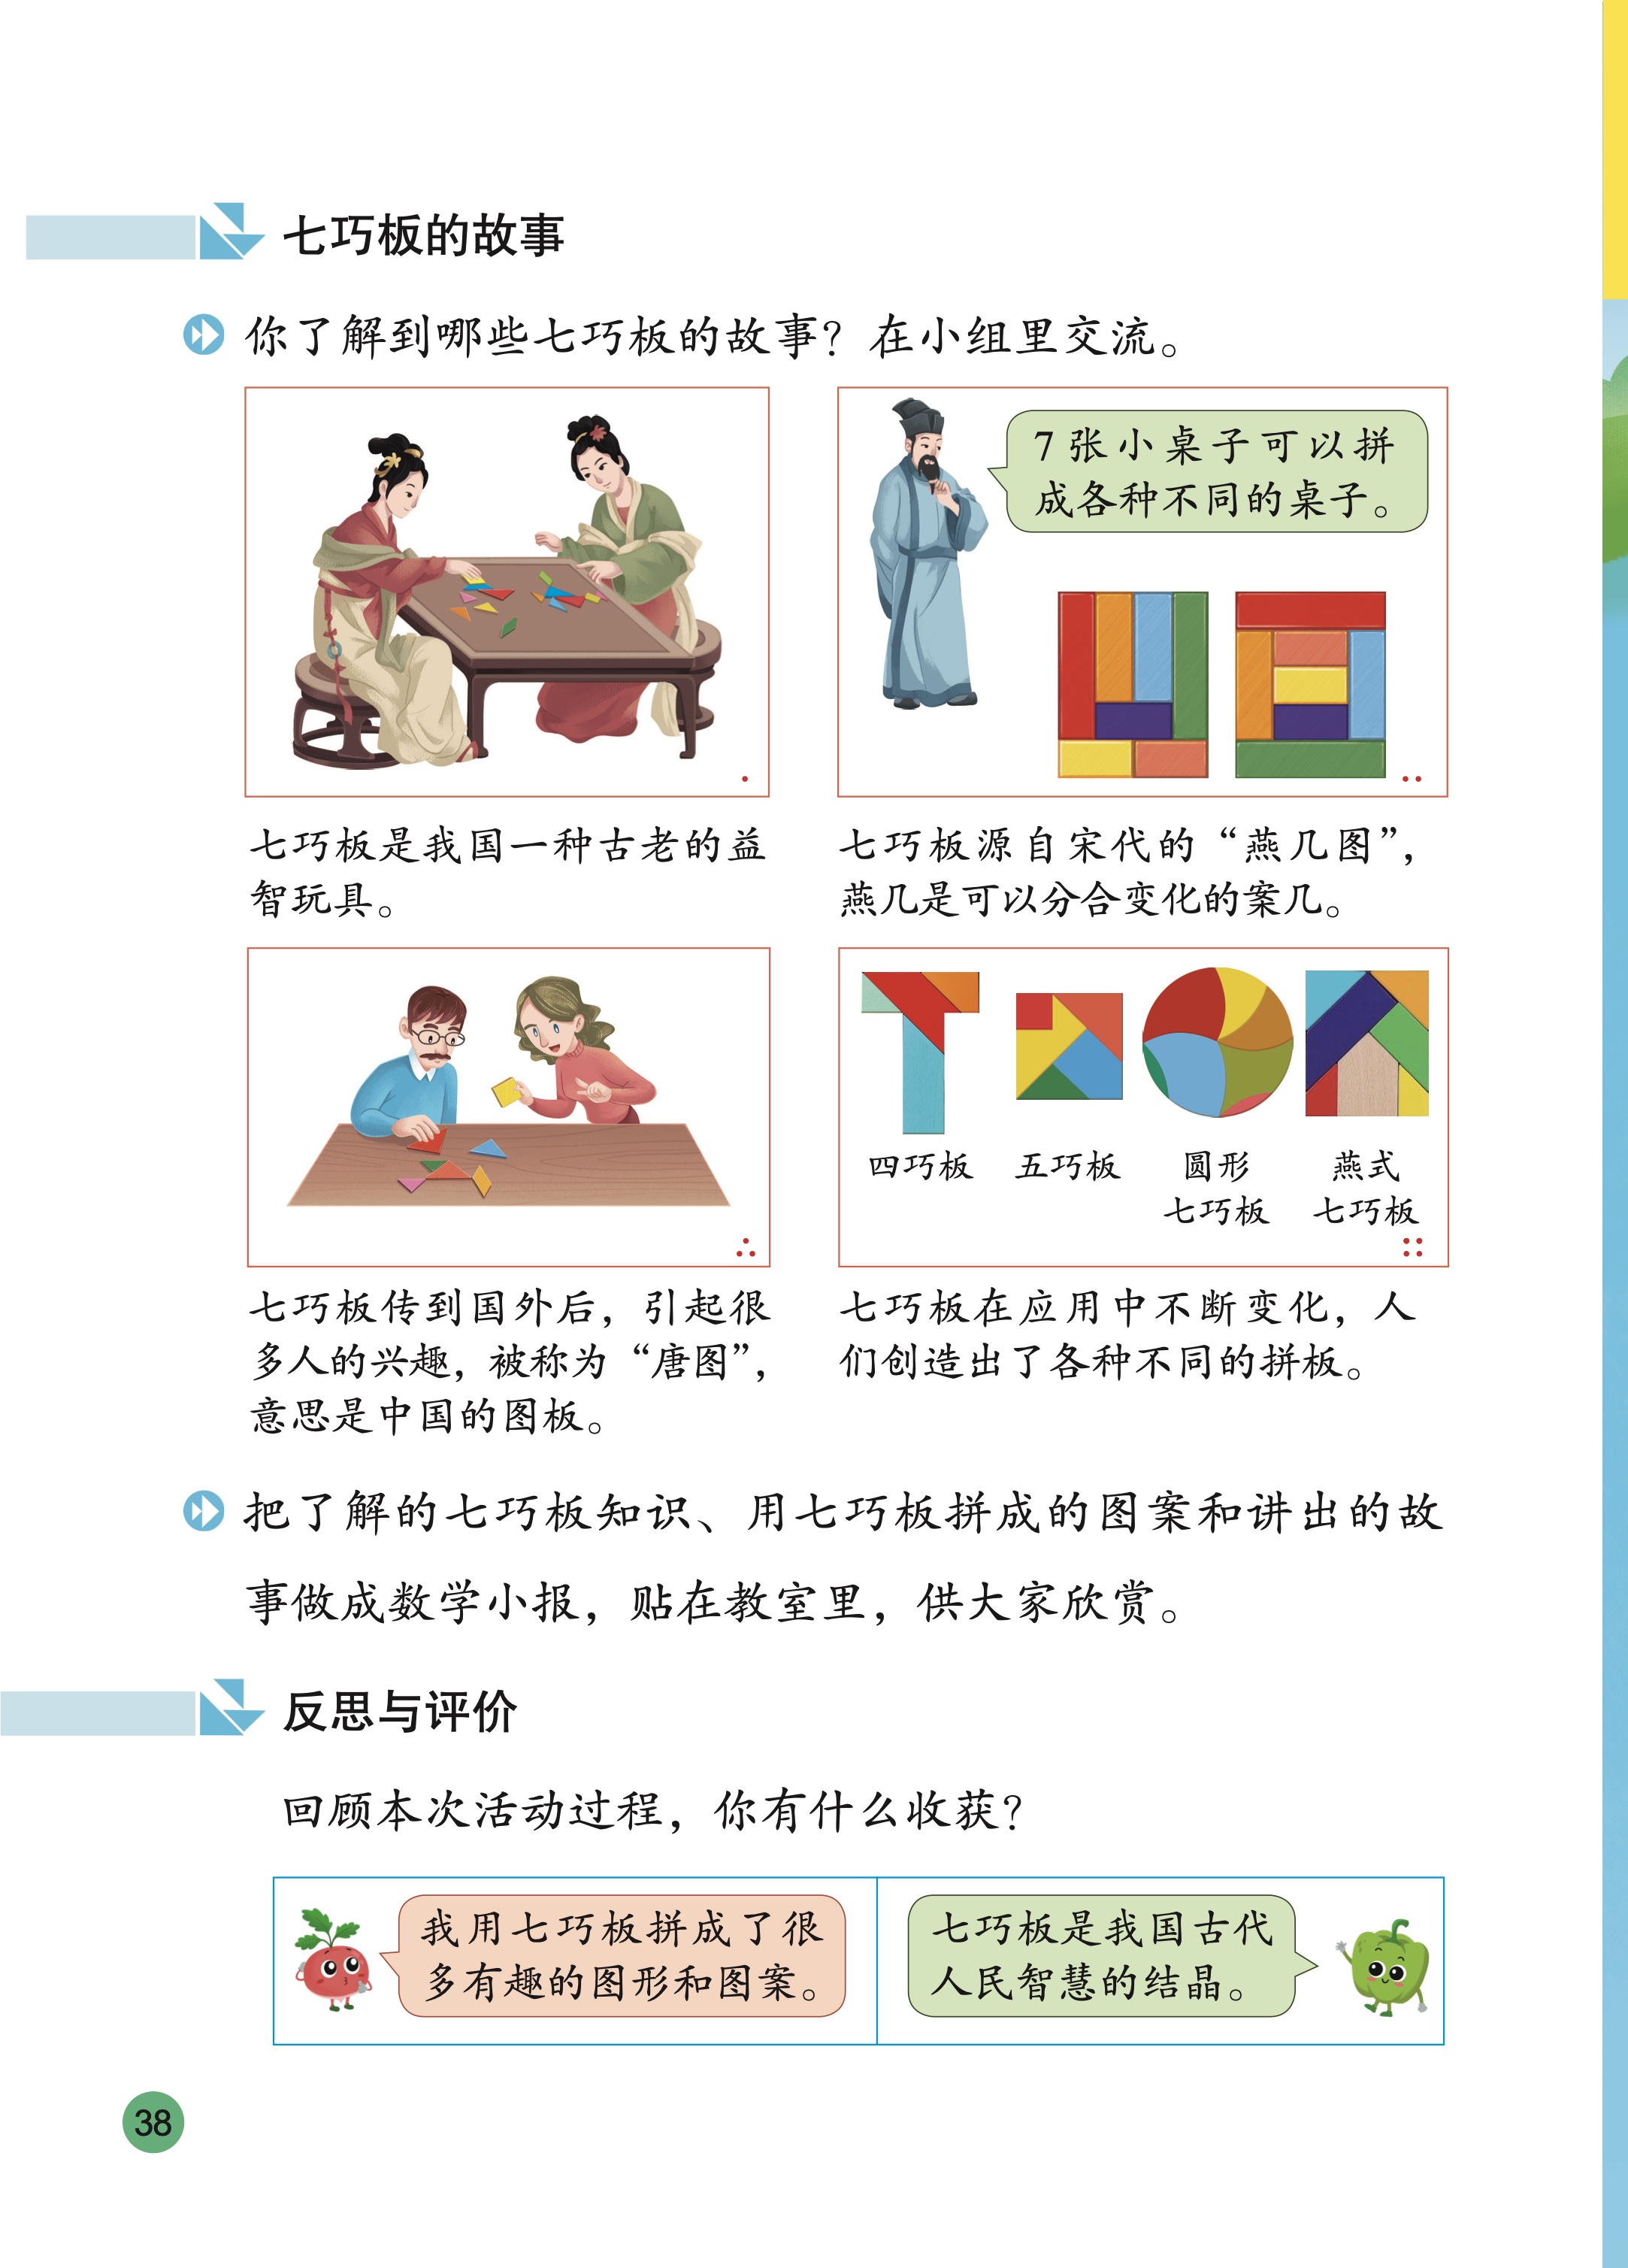 七巧板的故事
你了解到哪些七巧板的故事？在小组里交流。
7张小桌子可以拼
成各种不同的桌子。
七巧板是我国一种古老的益
智玩具。
七巧板源自宋代的“燕几图”，
燕几是可以分合变化的案几。
四巧板
五巧板
圆形
七巧板
燕式
七巧板
七巧板传到国外后，引起很
多人的兴趣，被称为“唐图”，
意思是中国的图板。
七巧板在应用中不断变化，人
们创造出了各种不同的拼板。
把了解的七巧板知识、用七巧板拼成的图案和讲出的故
事做成数学小报，贴在教室里，供大家欣赏。
反思与评价
回顾本次活动过程，你有什么收获？
我用七巧板拼成了很
多有趣的图形和图案。
七巧板是我国古代
人民智慧的结晶。
38